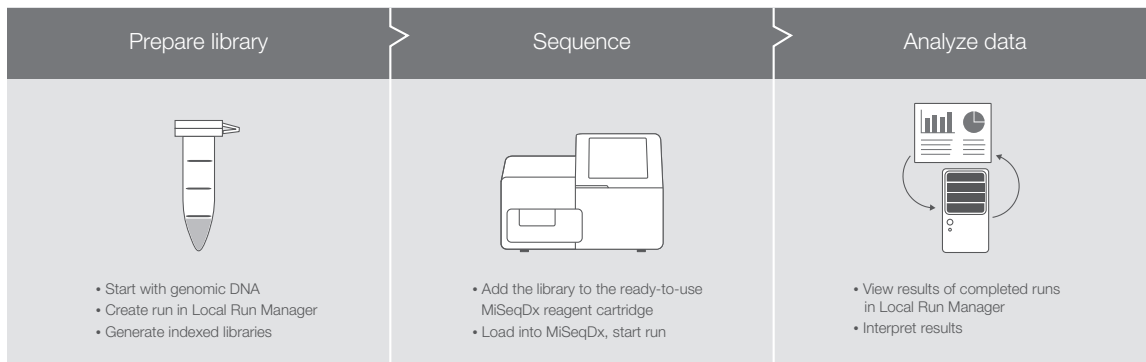 Prepare library
Sequence
Analyze data
• Start with genomic DNA
• Create run in Local Run Manager
• Generate indexed libraries
• Add the library to the ready-to-use
MiSeqDx reagent cartridge
• Load into MiSeqDx, start run
• View results of completed runs
in Local Run Manager
• Interpret results